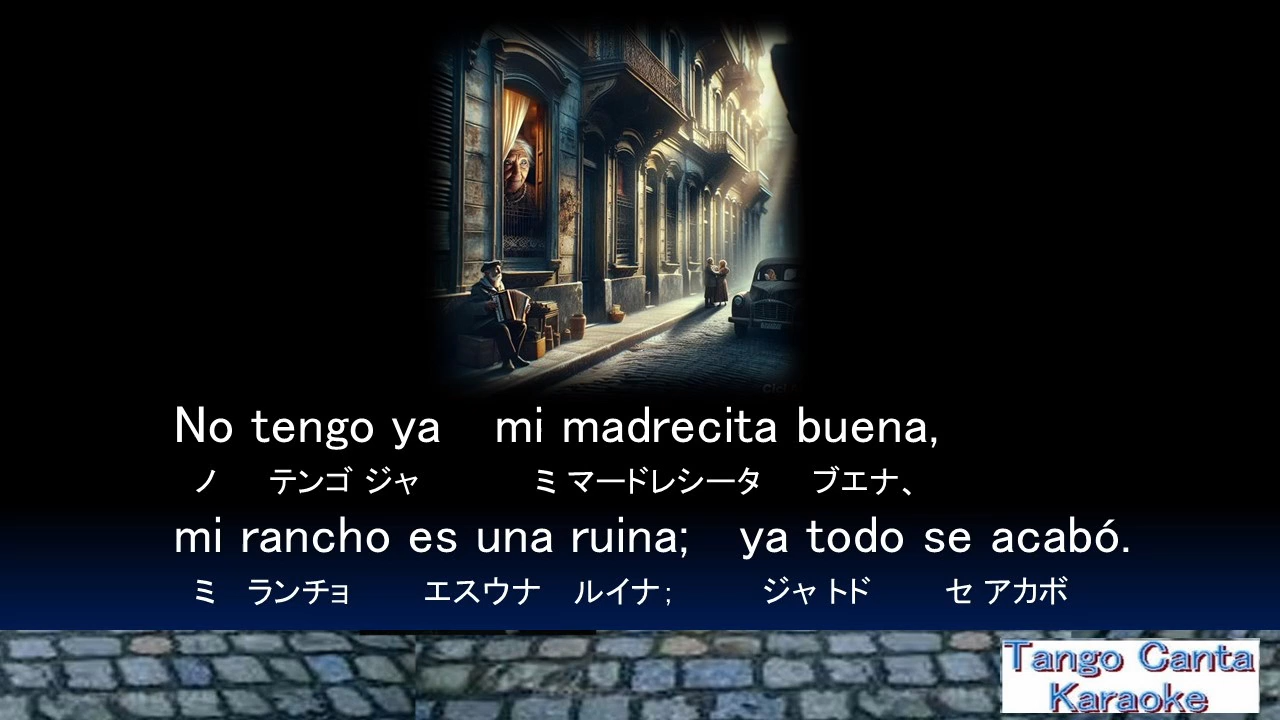 No tengo ya mi madrecita buena,
ノ テンゴ ジャ ミ マードレシータ ブエナ、
mi rancho es una ruina; ya todo se acabó.
ミ ランチョ エスウナ ルイナ; ジャ トド セ アカボ
Tango Canta
Karaoke